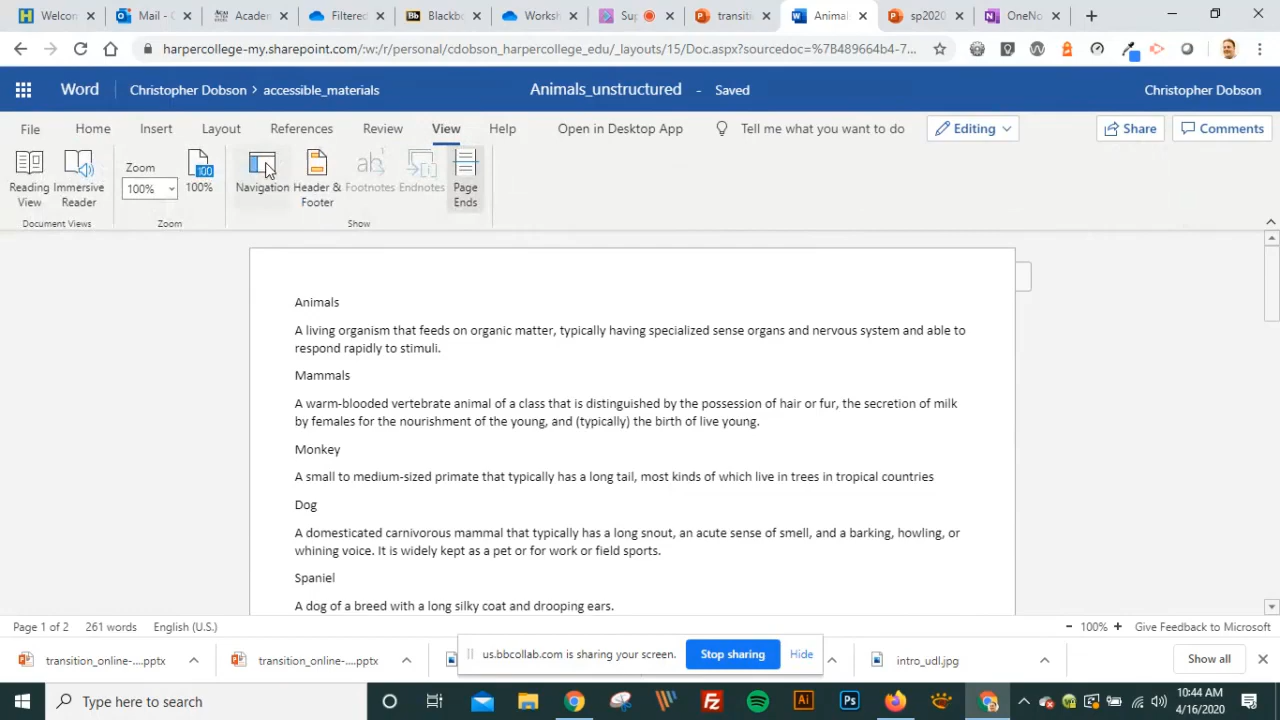 Welcom
Mail - C
Acade
Filtered
Blackb
Worksh
Sup
transiti
Animal
sp2020
OneNo
harpercollege-my.sharepoint.com/:w:/r/personal/cdobson_harpercollege_edu/_layouts/15/Doc.aspx?sourcedoc=%7B489664b4-7...
Word
Christopher Dobson > accessible_materials
Animals_unstructured - Saved
Christopher Dobson
File Home Insert Layout References Review View Help Open in Desktop App Tell me what you want to do Editing Share Comments
Reading View
Immersive Reader
Zoom
100%
100%
Navigation
Header & Footer
Footnotes
Endnotes
Page Ends
Document Views
Zoom
Show
Animals
A living organism that feeds on organic matter, typically having specialized sense organs and nervous system and able to
respond rapidly to stimuli.
Mammals
A warm-blooded vertebrate animal of a class that is distinguished by the possession of hair or fur, the secretion of milk
by females for the nourishment of the young, and (typically) the birth of live young.
Monkey
A small to medium-sized primate that typically has a long tail, most kinds of which live in trees in tropical countries
Dog
A domesticated carnivorous mammal that typically has a long snout, an acute sense of smell, and a barking, howling, or
whining voice. It is widely kept as a pet or for work or field sports.
Spaniel
A dog of a breed with a long silky coat and drooping ears.
Page 1 of 2 261 words English (U.S.)
- 100% + Give Feedback to Microsoft
transition_online-....pptx
transition_online-....pptx
us.bbcollab.com is sharing your screen. Stop sharing Hide
intro_udl.jpg
Show all
Type here to search
10:44 AM
4/16/2020